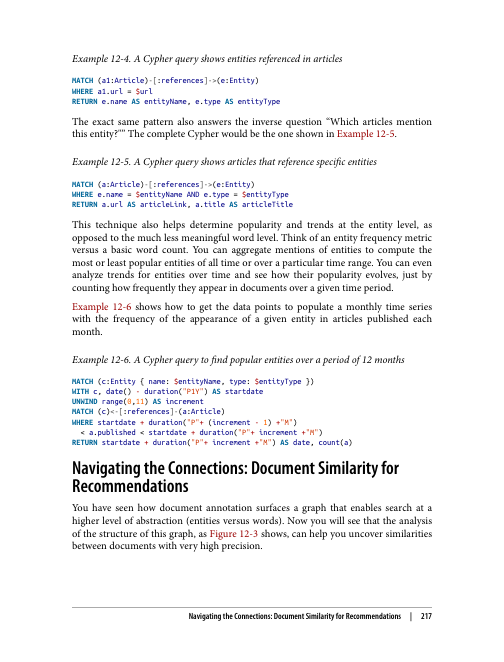 Example 12-4. A Cypher query shows entities referenced in articles
MATCH (a1:Article)-[:references]->(e:Entity)
WHERE a1.url = $url
RETURN e.name AS entityName, e.type AS entityType
The exact same pattern also answers the inverse question “Which articles mention
this entity?”” The complete Cypher would be the one shown in Example 12-5.
Example 12-5. A Cypher query shows articles that reference specific entities
MATCH (a:Article)-[:references]->(e:Entity)
WHERE e.name = $entityName AND e.type = $entityType
RETURN a.url AS articleLink, a.title AS articleTitle
This technique also helps determine popularity and trends at the entity level, as
opposed to the much less meaningful word level. Think of an entity frequency metric
versus a basic word count. You can aggregate mentions of entities to compute the
most or least popular entities of all time or over a particular time range. You can even
analyze trends for entities over time and see how their popularity evolves, just by
counting how frequently they appear in documents over a given time period.
Example 12-6 shows how to get the data points to populate a monthly time series
with the frequency of the appearance of a given entity in articles published each
month.
Example 12-6. A Cypher query to find popular entities over a period of 12 months
MATCH (c:Entity { name: $entityName, type: $entityType })
WITH c, date() - duration("P1Y") AS startdate
UNWIND range(0,11) AS increment
MATCH (c)<-[:references]-(a:Article)
WHERE startdate + duration("P"+ (increment - 1) +"M")
< a.published < startdate + duration("P"+ increment +"M")
RETURN startdate + duration("P"+ increment +"M") AS date, count(a)
Navigating the Connections: Document Similarity for
Recommendations
You have seen how document annotation surfaces a graph that enables search at a
higher level of abstraction (entities versus words). Now you will see that the analysis
of the structure of this graph, as Figure 12-3 shows, can help you uncover similarities
between documents with very high precision.
Navigating the Connections: Document Similarity for Recommendations | 217